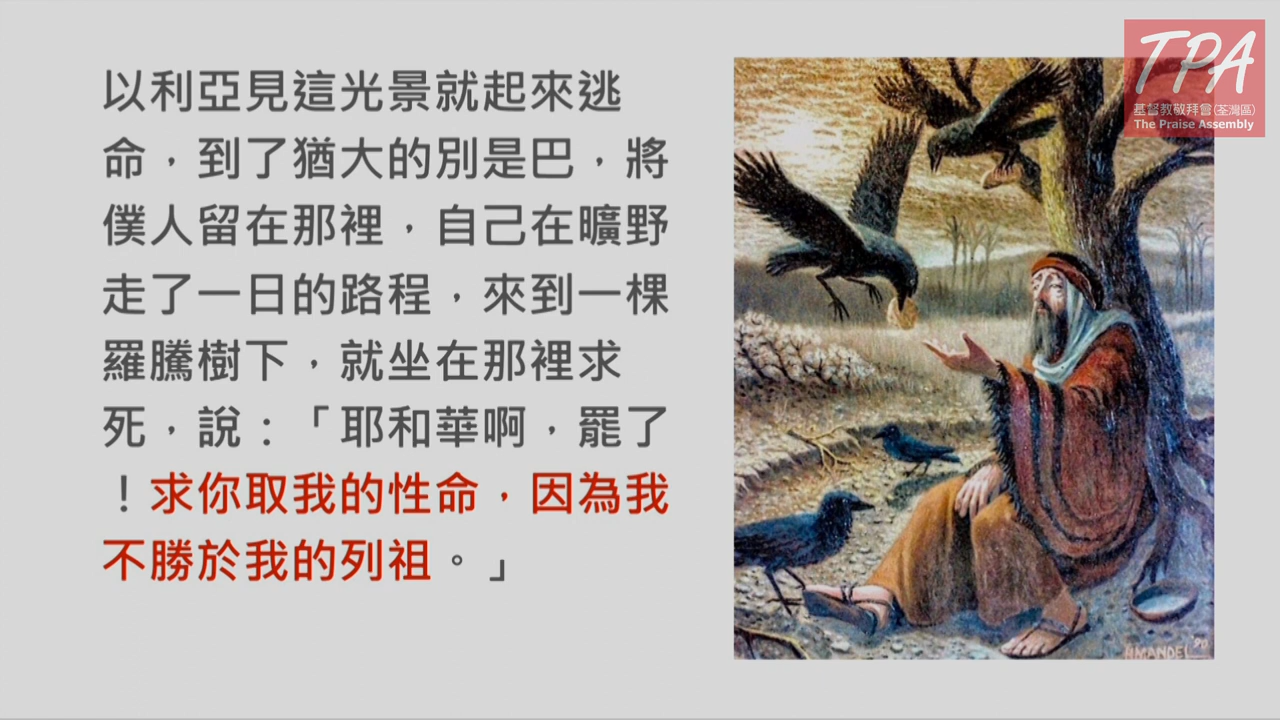 以利亞見這光景就起來逃
命，到了猶大的別是巴，將
僕人留在那裡，自己在曠野
走了一日的路程，來到一棵
羅騰樹下，就坐在那裡求
死，說：「耶和華啊，罷了
！求你取我的性命，因為我
不勝於我的列祖。」
TPA
基督教敬拜會(荃灣區)
The Praise Assembly